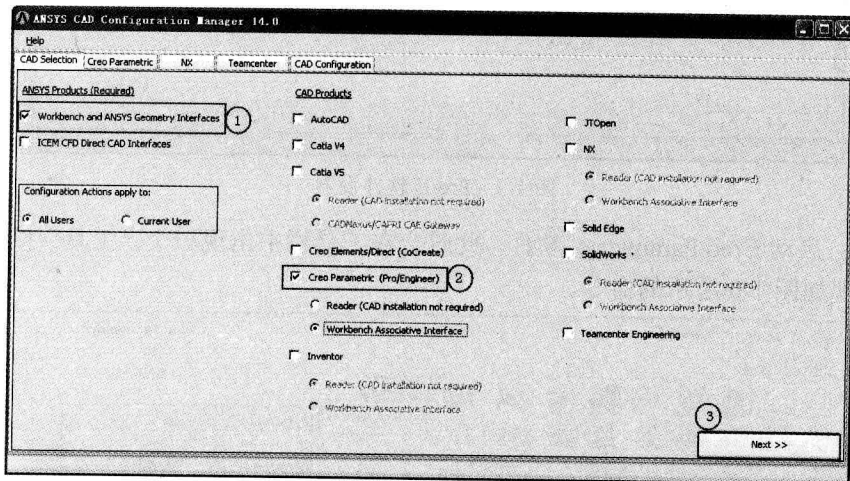 ANSYS CAD Configuration Manager 14.0
Help
CAD Selection
Creo Parametric
NX
Teamcenter
CAD Configuration
ANSYS Products (Required)
Workbench and ANSYS Geometry Interfaces
1
ICEM CFD Direct CAD Interfaces
Configuration Actions apply to:
All Users
Current User
CAD Products
AutoCAD
Catia V4
Catia V5
Reader (CAD installation not required)
CADNexus/CAPRI CAE Gateway
Creo Elements/Direct (CoCreate)
Creo Parametric (Pro/Engineer)
2
Reader (CAD installation not required)
Workbench Associative Interface
Inventor
Reader (CAD installation not required)
Workbench Associative Interface
JTOpen
NX
Reader (CAD installation not required)
Workbench Associative Interface
Solid Edge
SolidWorks
Reader (CAD installation not required)
Workbench Associative Interface
Teamcenter Engineering
3
Next >>